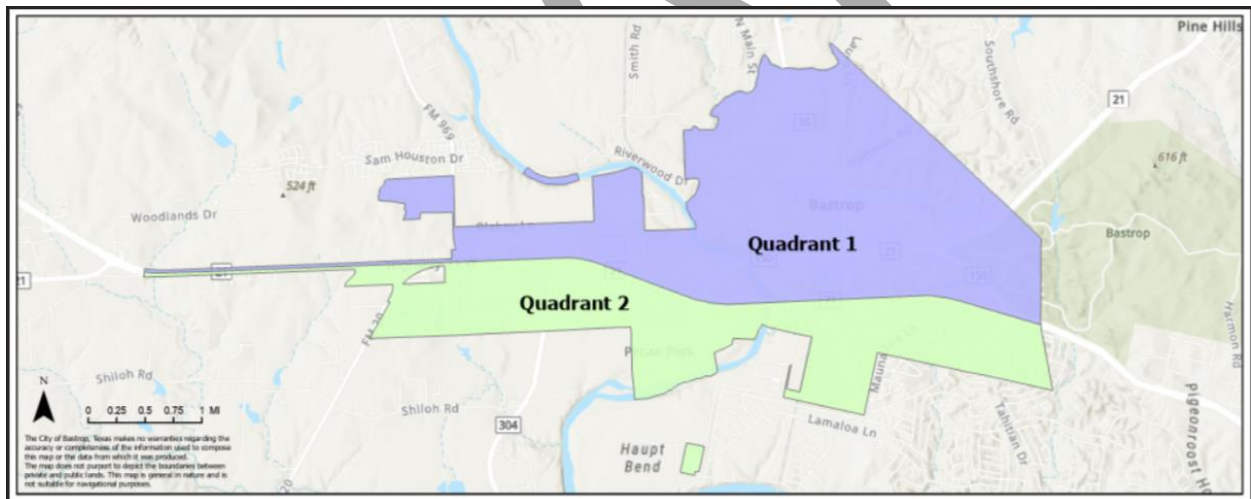 Pine Hills
N Main St
Smith Rd
Southshore Rd
21
FM 969
Sam Houston Dr
Riverwood Dr
616 ft
524 ft
Woodlands Dr
Bastrop
Bastrop
Quadrant 1
21
150
21
21
Quadrant 2
71
Harmon Rd
FM 20
Pecan Park
Shiloh Rd
Shiloh Rd
304
Lamaloa Ln
Tahitian Dr
Haupt
Bend
N
0 0.25 0.5 0.75 1 MI
The City of Bastrop, Texas makes no warranties regarding the
accuracy or completeness of the information used to compose
this map or the data from which it was produced.
The map does not purport to depict the boundaries between
private and public lands. This map is general in nature and is
not suitable for navigational purposes.
20